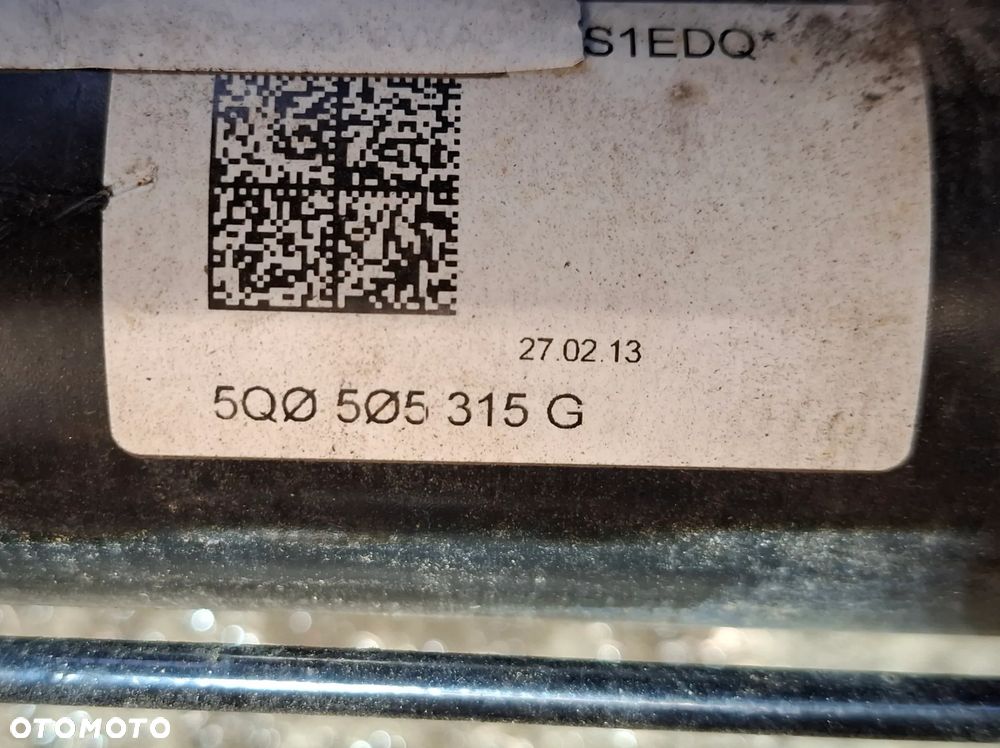 S1EDQ*
27.02.13
5QØ 5Ø5 315 G
OTOMOTO